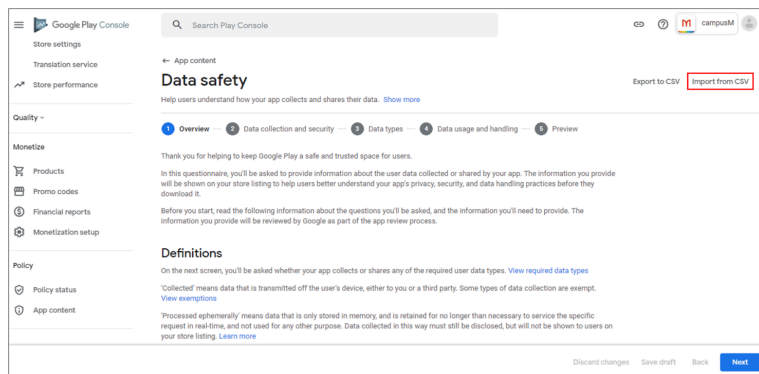 Google Play Console
Search Play Console
campusM
Store settings
Translation service
Store performance
Quality
Monetize
Products
Promo codes
Financial reports
Monetization setup
Policy
Policy status
App content
← App content
Data safety
Export to CSV
Import from CSV
Help users understand how your app collects and shares their data. Show more
1 Overview — 2 Data collection and security — 3 Data types — 4 Data usage and handling — 5 Preview
Thank you for helping to keep Google Play a safe and trusted space for users.
In this questionnaire, you'll be asked to provide information about the user data collected or shared by your app. The information you provide
will be shown on your store listing to help users better understand your app's privacy, security, and data handling practices before they
download it.
Before you start, read the following information about the questions you'll be asked, and the information you'll need to provide. The
information you provide will be reviewed by Google as part of the app review process.
Definitions
On the next screen, you'll be asked whether your app collects or shares any of the required user data types. View required data types
'Collected' means data that is transmitted off the user's device, either to you or a third party. Some types of data collection are exempt.
View exemptions
'Processed ephemerally' means data that is only stored in memory, and is retained for no longer than necessary to service the specific
request in real-time, and not used for any other purpose. Data collected in this way must still be disclosed, but will not be shown to users on
your store listing. Learn more
Discard changes
Save draft
Back
Next